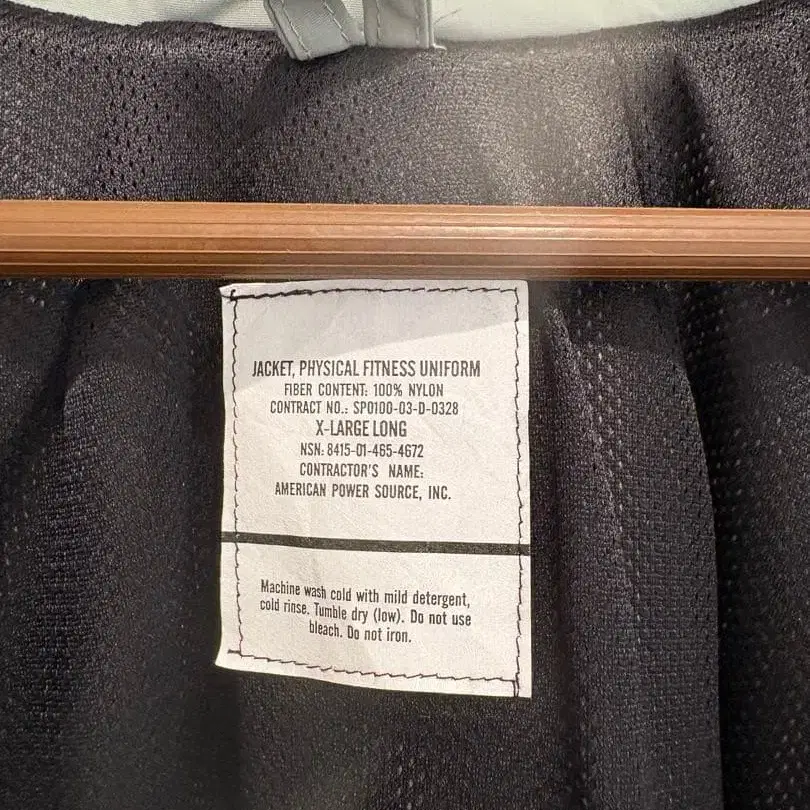 JACKET, PHYSICAL FITNESS UNIFORM
FIBER CONTENT: 100% NYLON
CONTRACT NO.: SP0100-03-D-0328
X-LARGE LONG
NSN: 8415-01-465-4672
CONTRACTOR'S NAME:
AMERICAN POWER SOURCE, INC.
Machine wash cold with mild detergent,
cold rinse. Tumble dry (low). Do not use
bleach. Do not iron.